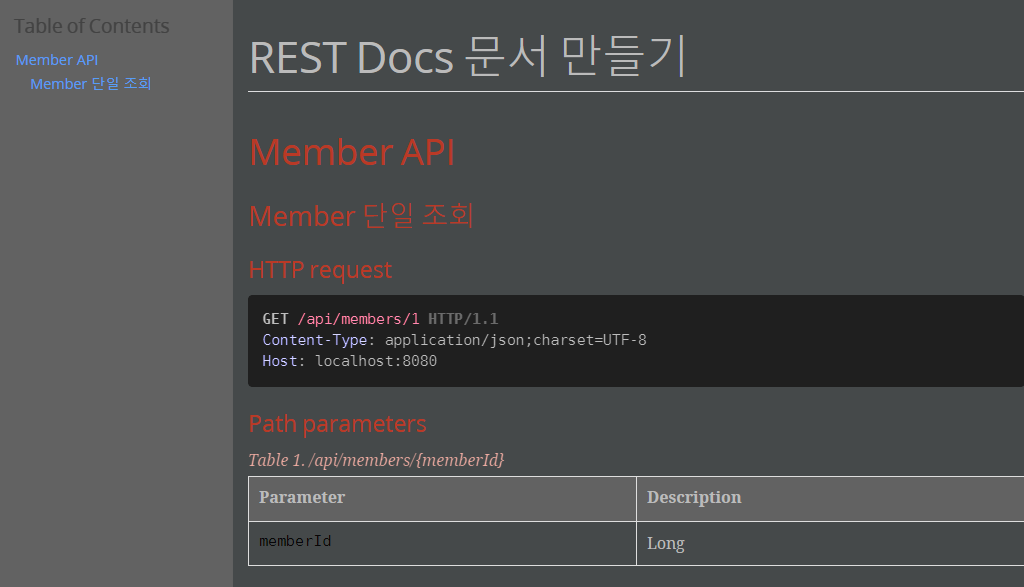 Table of Contents
Member API
Member 단일 조회
REST Docs 문서 만들기
Member API
Member 단일 조회
HTTP request
GET /api/members/1 HTTP/1.1
Content-Type: application/json;charset=UTF-8
Host: localhost:8080
Path parameters
Table 1. /api/members/{memberId}
Parameter Description
memberId Long